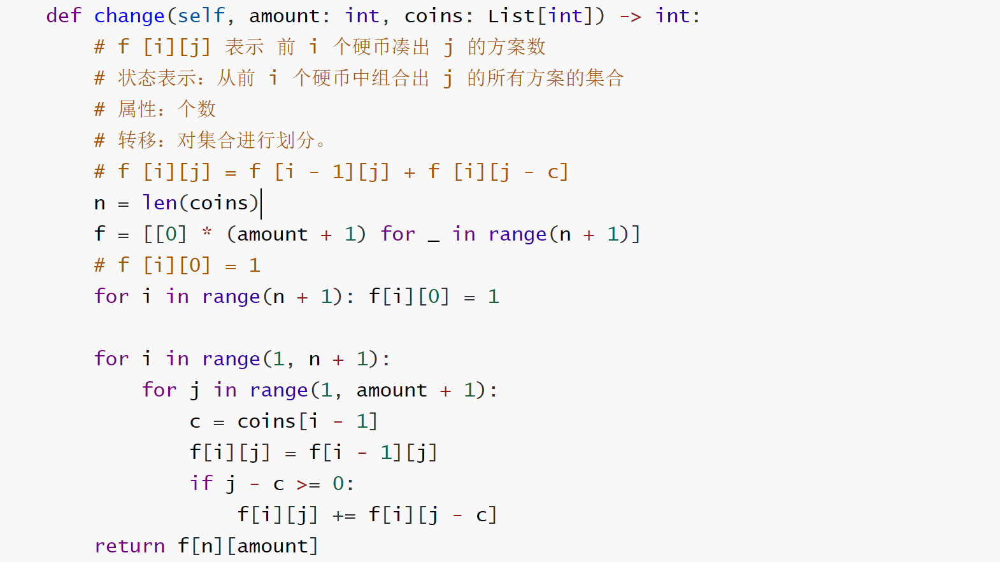 def change(self, amount: int, coins: List[int]) -> int:
# f [i][j] 表示 前 i 个硬币凑出 j 的方案数
# 状态表示：从前 i 个硬币中组合出 j 的所有方案的集合
# 属性：个数
# 转移：对集合进行划分。
# f [i][j] = f [i - 1][j] + f [i][j - c]
n = len(coins)
f = [[0] * (amount + 1) for _ in range(n + 1)]
# f [i][0] = 1
for i in range(n + 1): f[i][0] = 1
for i in range(1, n + 1):
for j in range(1, amount + 1):
c = coins[i - 1]
f[i][j] = f[i - 1][j]
if j - c >= 0:
f[i][j] += f[i][j - c]
return f[n][amount]